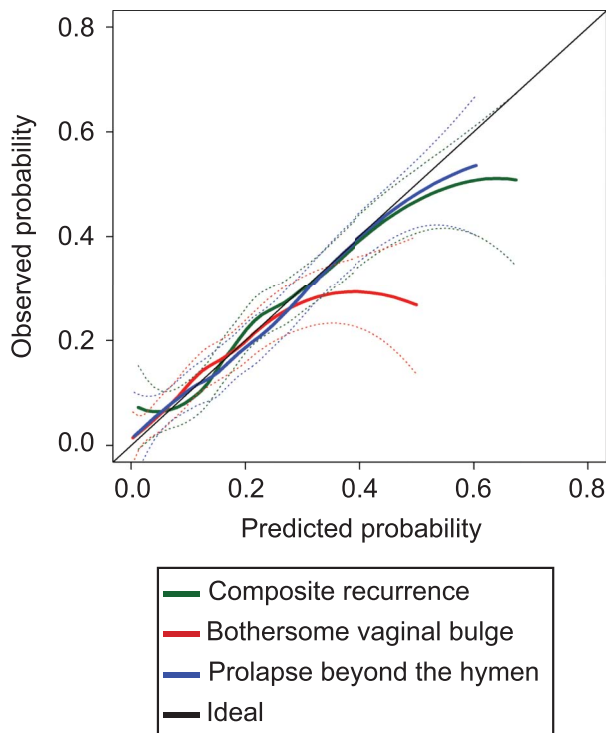 0.8
0.6
0.4
0.2
0.0
Observed probability
0.0 0.2 0.4 0.6 0.8
Predicted probability
Composite recurrence
Bothersome vaginal bulge
Prolapse beyond the hymen
Ideal